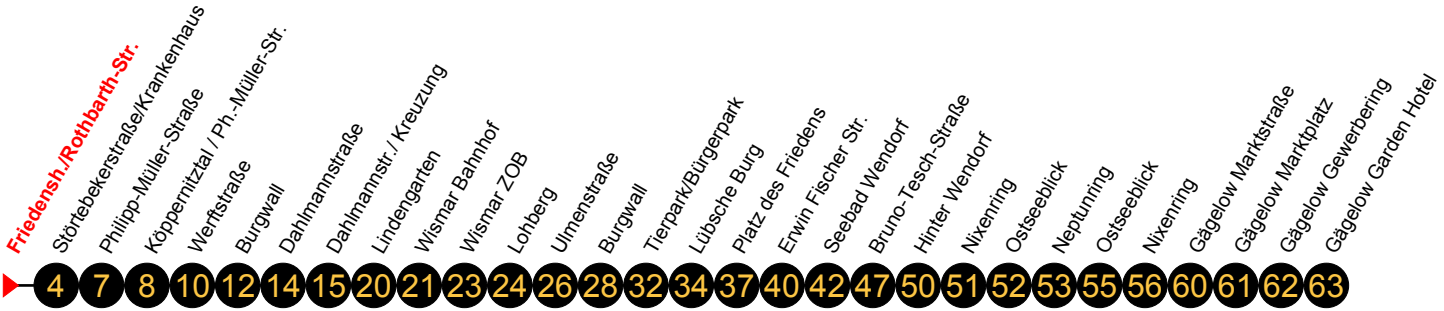 Friedensh./Rothbarth-Str.
Störtebekerstraße/Krankenhaus
Philipp-Müller-Straße
Köppernitztal / Ph.-Müller-Str.
Werftstraße
Burgwall
Dahlmannstraße
Dahlmannstr./ Kreuzung
Lindengarten
Wismar Bahnhof
Wismar ZOB
Lohberg
Ulmenstraße
Burgwall
Tierpark/Bürgerpark
Lübsche Burg
Platz des Friedens
Erwin Fischer Str.
Seebad Wendorf
Bruno-Tesch-Straße
Hinter Wendorf
Nixenring
Ostseeblick
Neptunring
Ostseeblick
Nixenring
Gägelow Marktstraße
Gägelow Marktplatz
Gägelow Gewerbering
Gägelow Garden Hotel
4 7 8 10 12 14 15 20 21 23 24 26 28 32 34 37 40 42 47 50 51 52 53 55 56 60 61 62 63